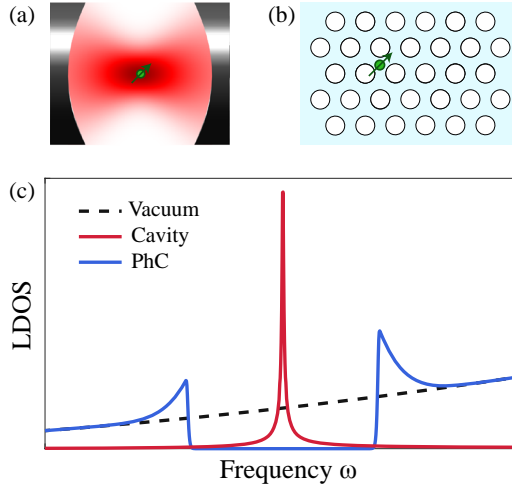 (a)
(b)
(c)
Vacuum
Cavity
PhC
LDOS
Frequency ω